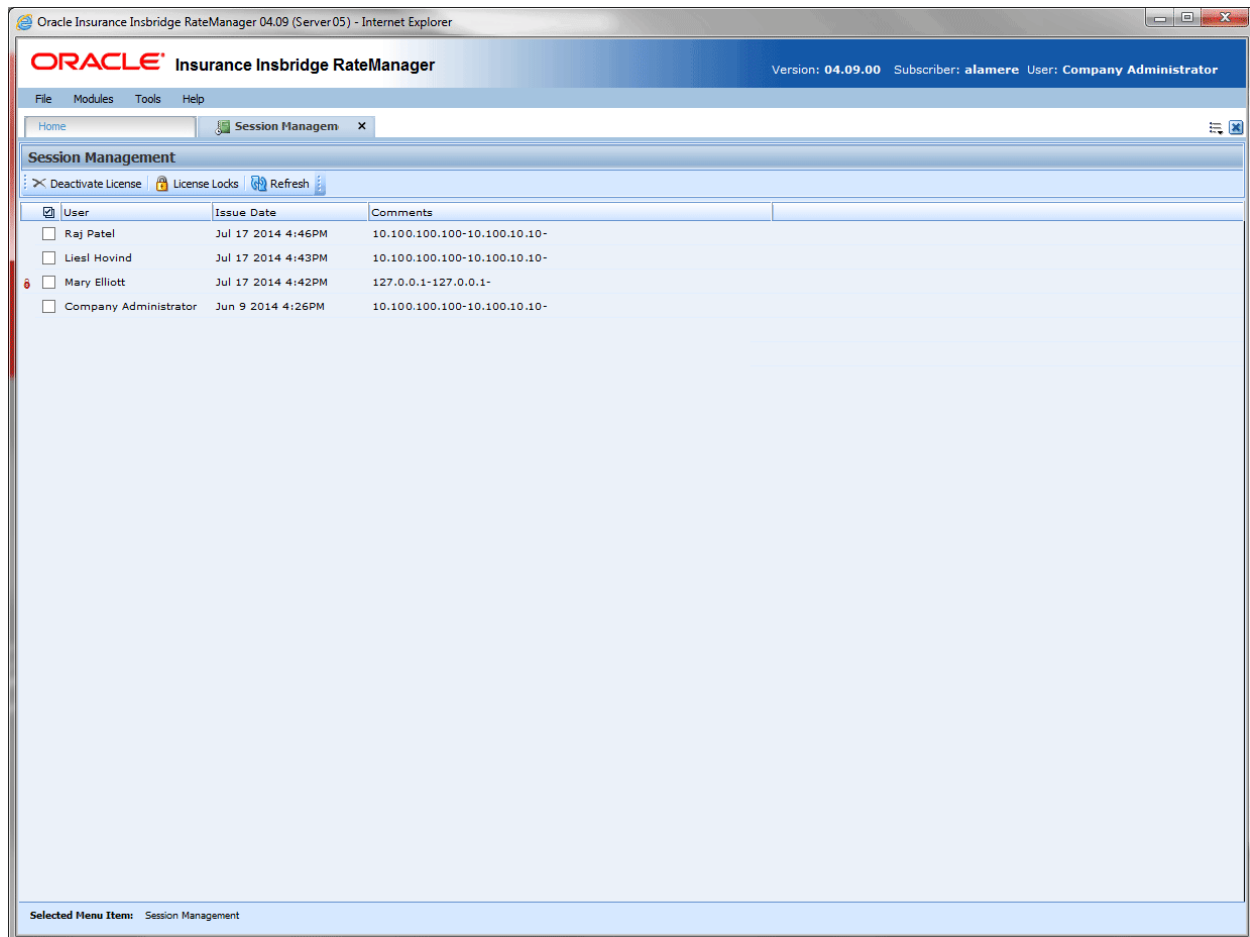 Oracle Insurance Insbridge RateManager 04.09 (Server05) - Internet Explorer
ORACLE Insurance Insbridge RateManager
Version: 04.09.00 Subscriber: alamere User: Company Administrator
File Modules Tools Help
Home Session Managem
Session Management
Deactivate License License Locks Refresh
User Issue Date Comments
Raj Patel Jul 17 2014 4:46PM 10.100.100.100-10.100.10.10-
Liesl Hovind Jul 17 2014 4:43PM 10.100.100.100-10.100.10.10-
Mary Elliott Jul 17 2014 4:42PM 127.0.0.1-127.0.0.1-
Company Administrator Jun 9 2014 4:26PM 10.100.100.100-10.100.10.10-
Selected Menu Item: Session Management